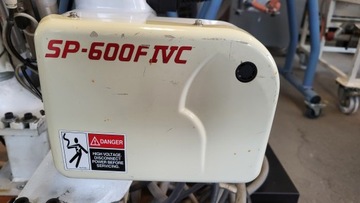 SP-600F IVC
DANGER
HIGH VOLTAGE
DISCONNECT
POWER BEFORE
SERVICING.